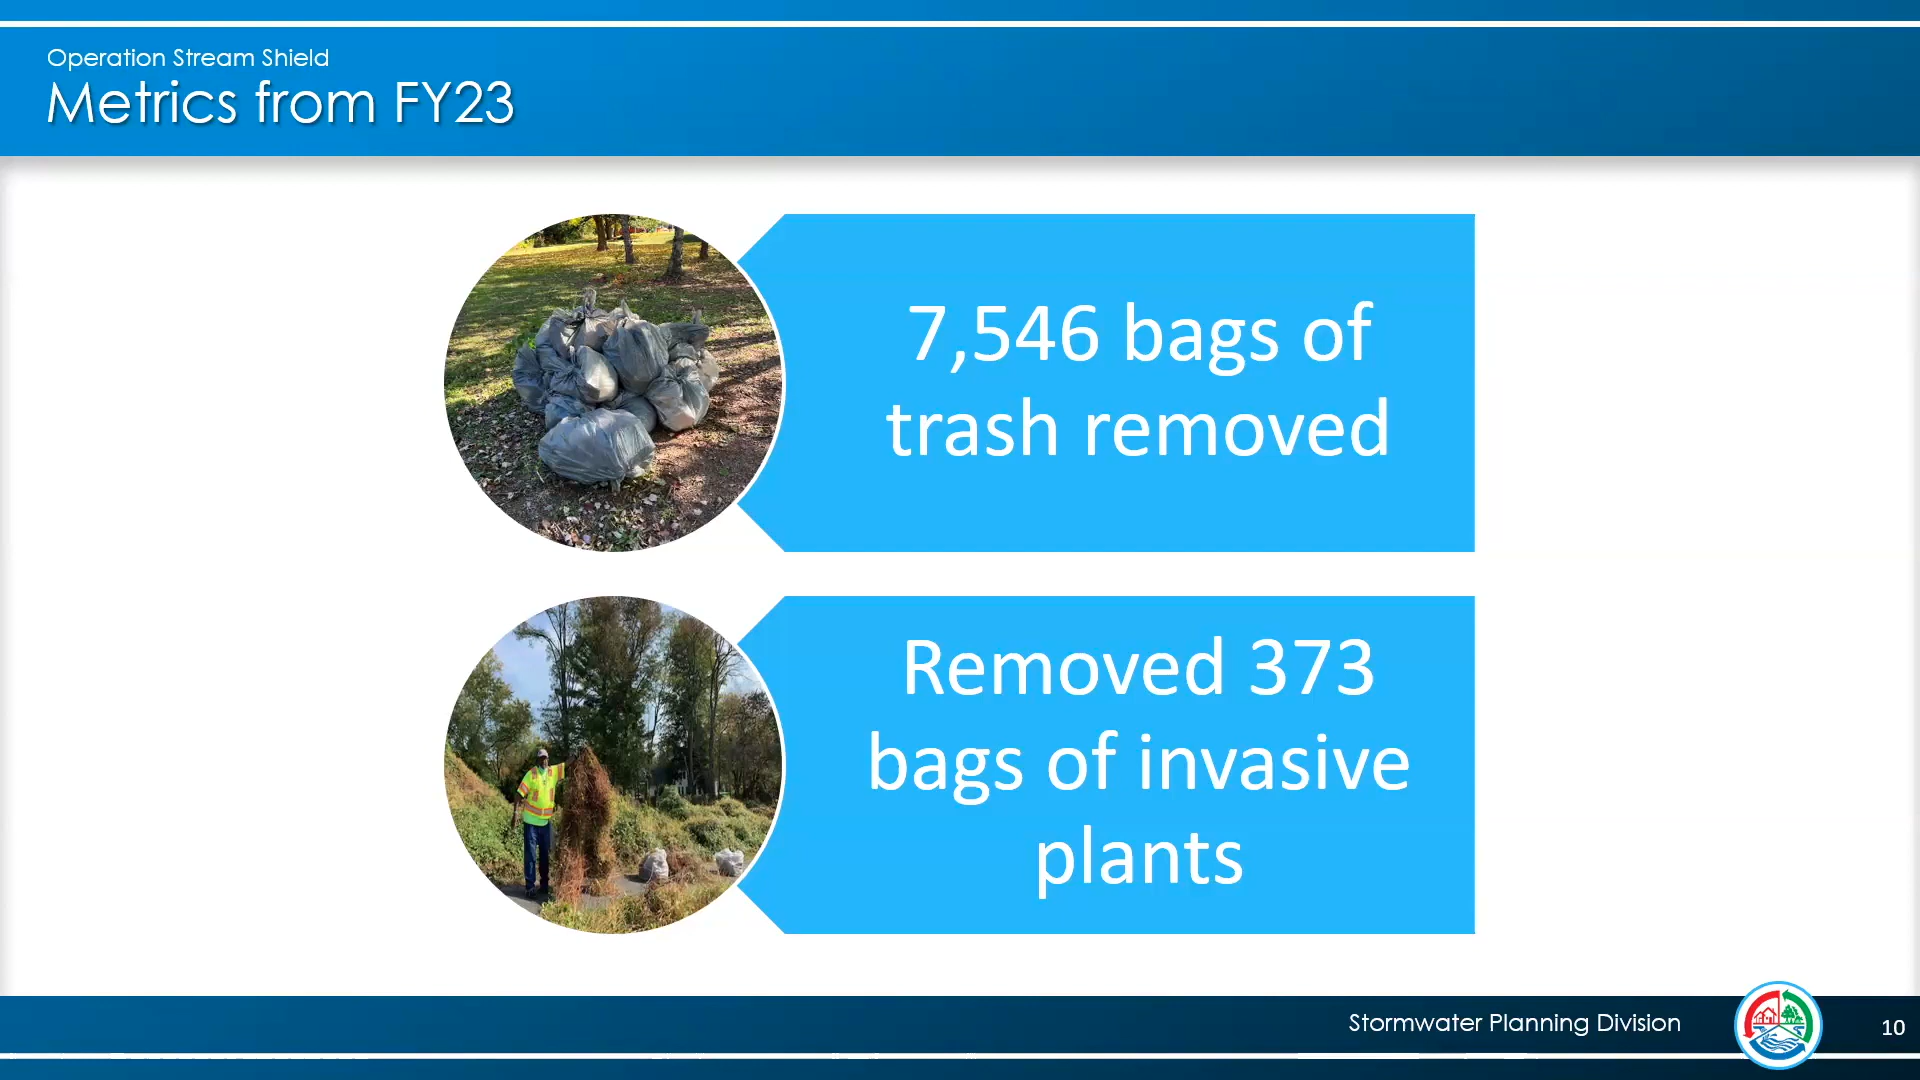 Operation Stream Shield
Metrics from FY23
7,546 bags of
trash removed
Removed 373
bags of invasive
plants
Stormwater Planning Division
10